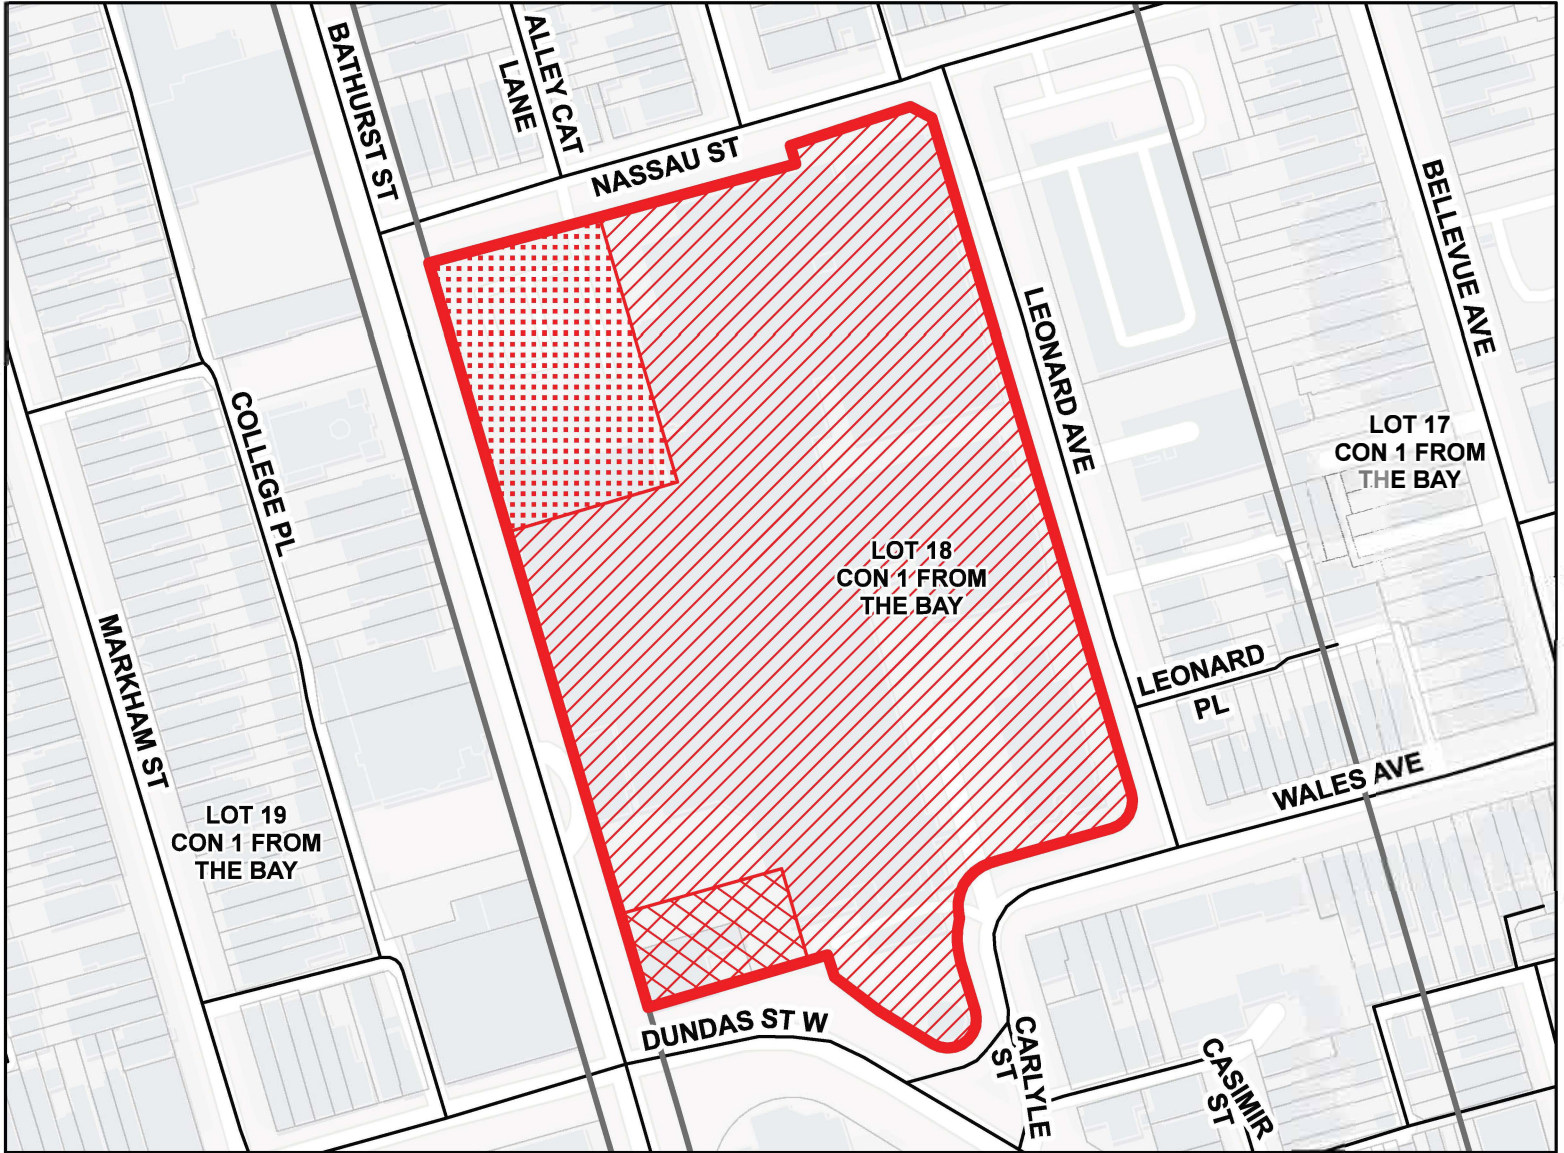 BATHURST ST
ALLEY CAT
LANE
NASSAU ST
BELLEVUE AVE
LEONARD AVE
COLLEGE PL
LOT 17
CON 1 FROM
THE BAY
LOT 18
CON 1 FROM
THE BAY
MARKHAM ST
LEONARD
PL
WALES AVE
LOT 19
CON 1 FROM
THE BAY
DUNDAS ST W
CARLYLE
ST
CASIMIR
ST